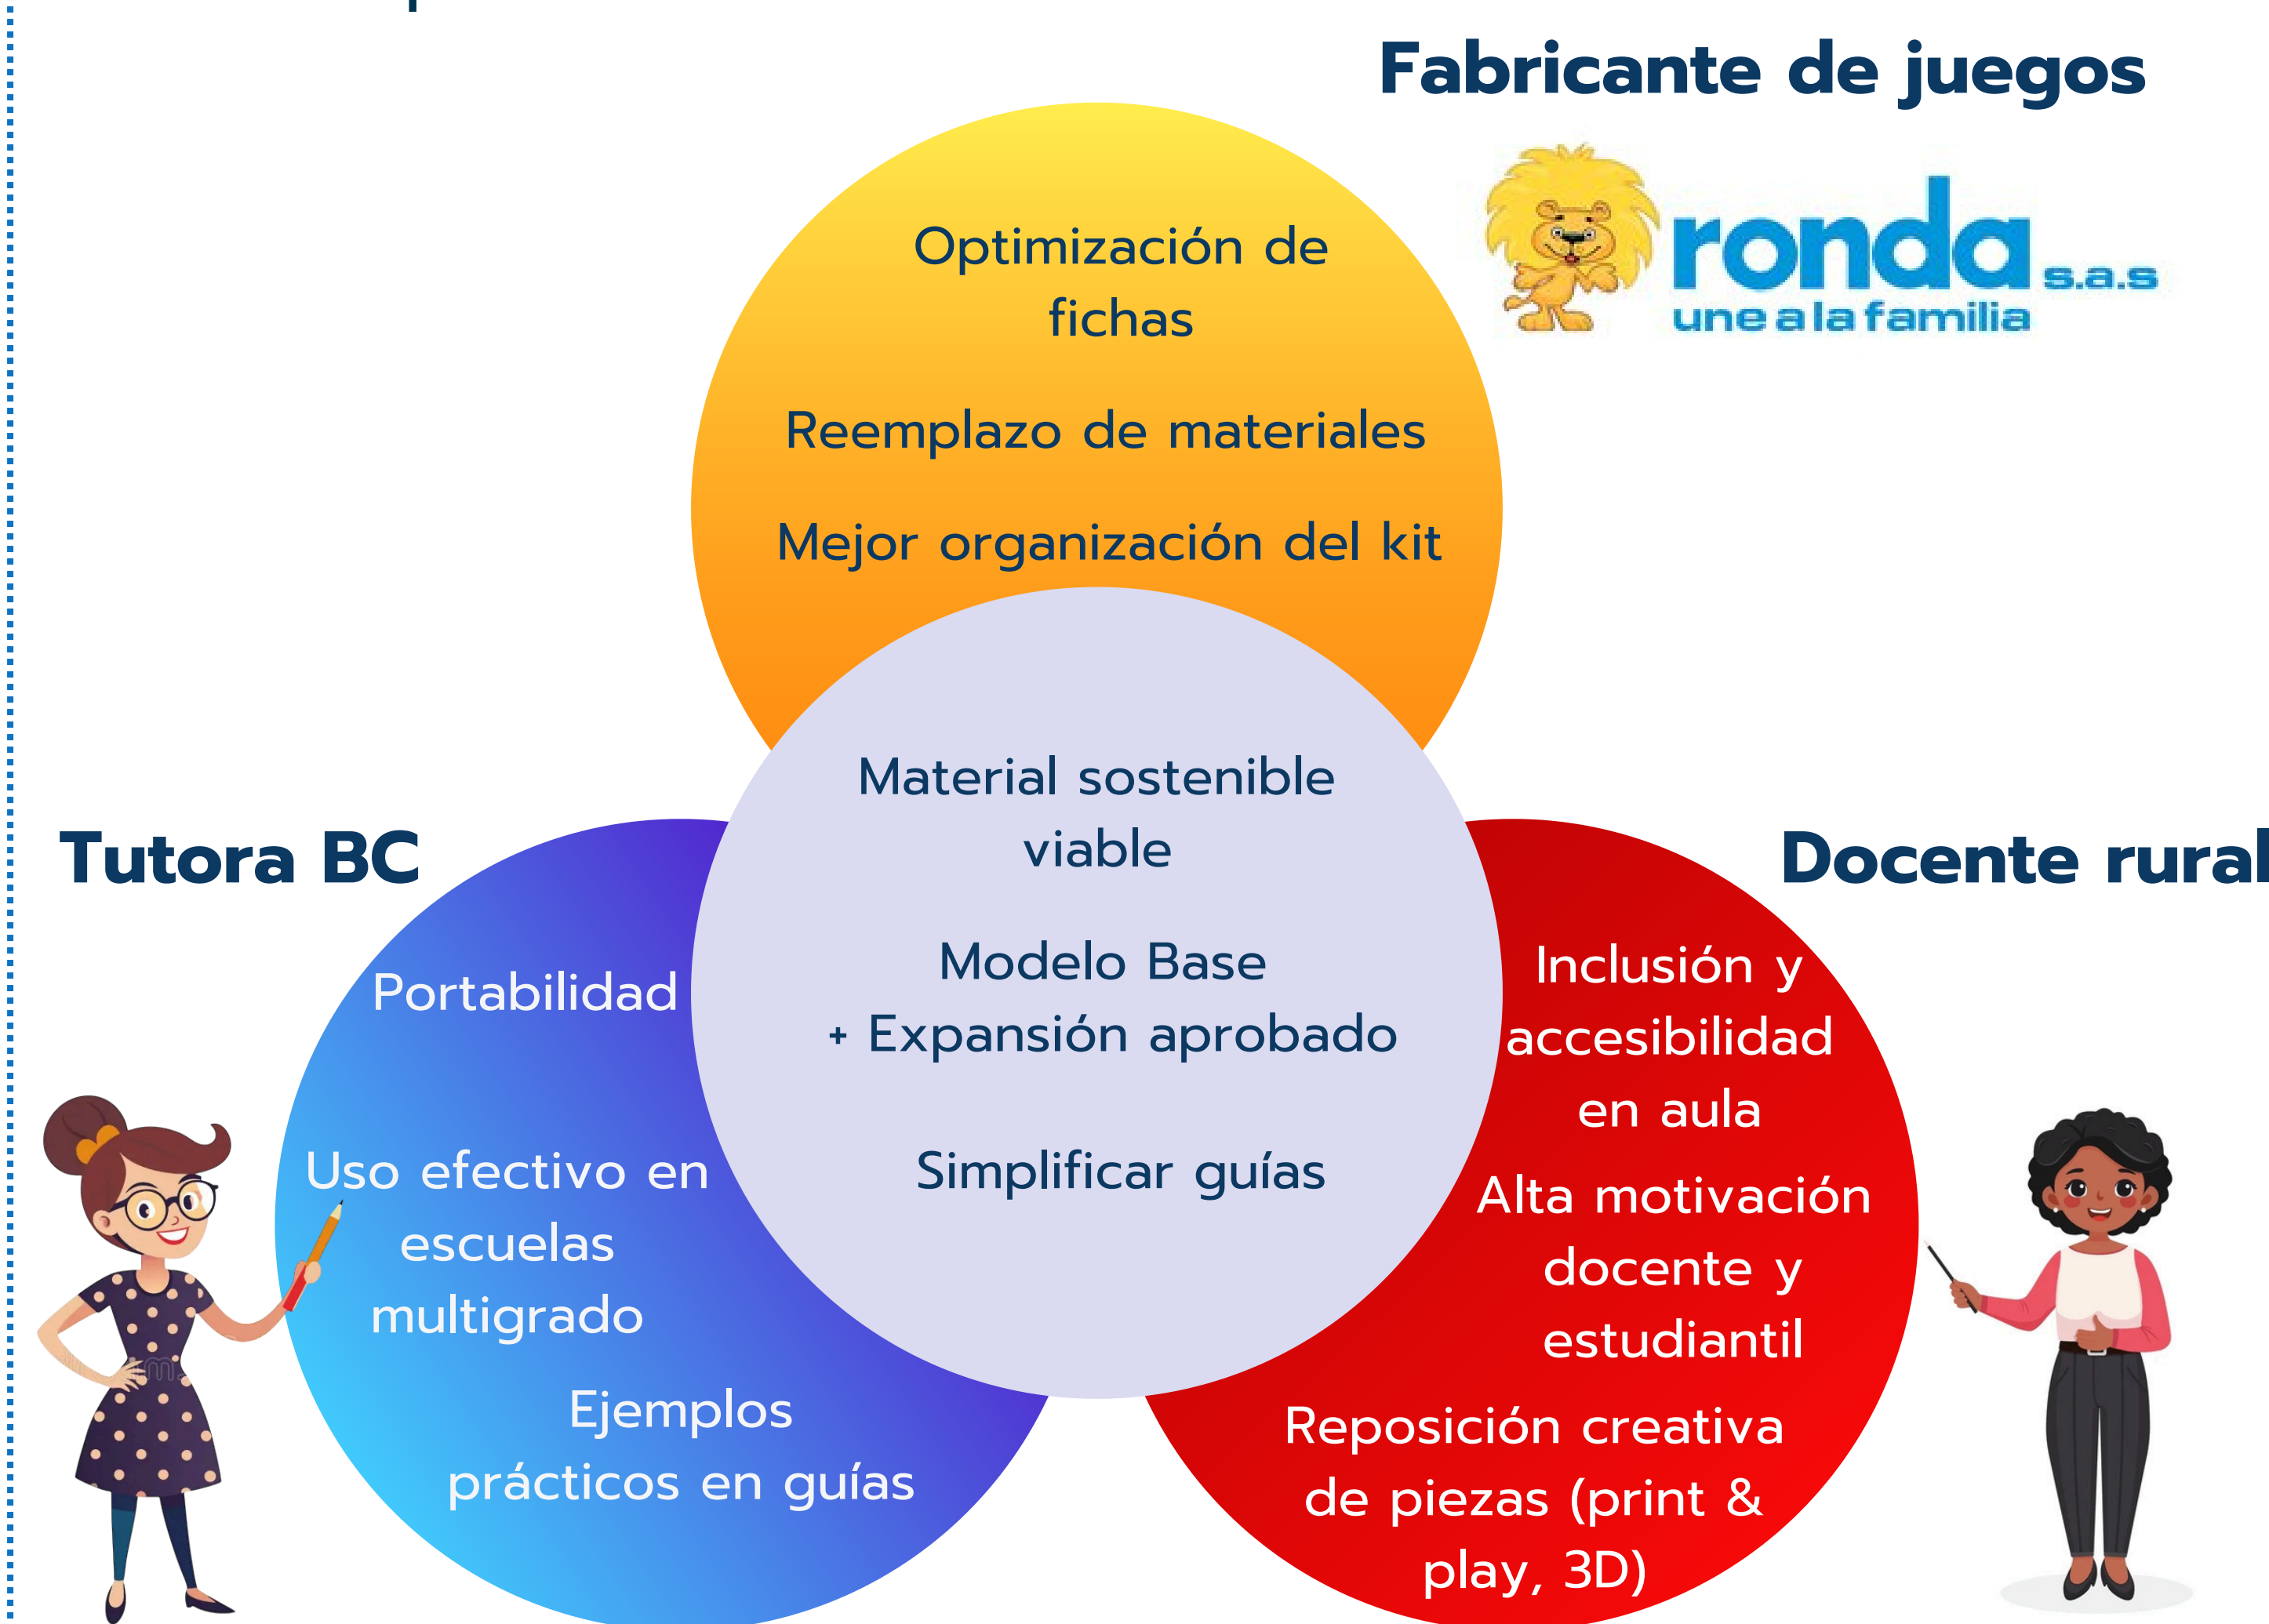 Fabricante de juegos
ronda s.a.s
une a la familia
Optimización de
fichas
Reemplazo de materiales
Mejor organización del kit
Material sostenible
viable
Modelo Base
+ Expansión aprobado
Simplificar guías
Tutora BC
Portabilidad
Uso efectivo en
escuelas
multigrado
Ejemplos
prácticos en guías
Docente rural
Inclusión y
accesibilidad
en aula
Alta motivación
docente y
estudiantil
Reposición creativa
de piezas (print &
play, 3D)